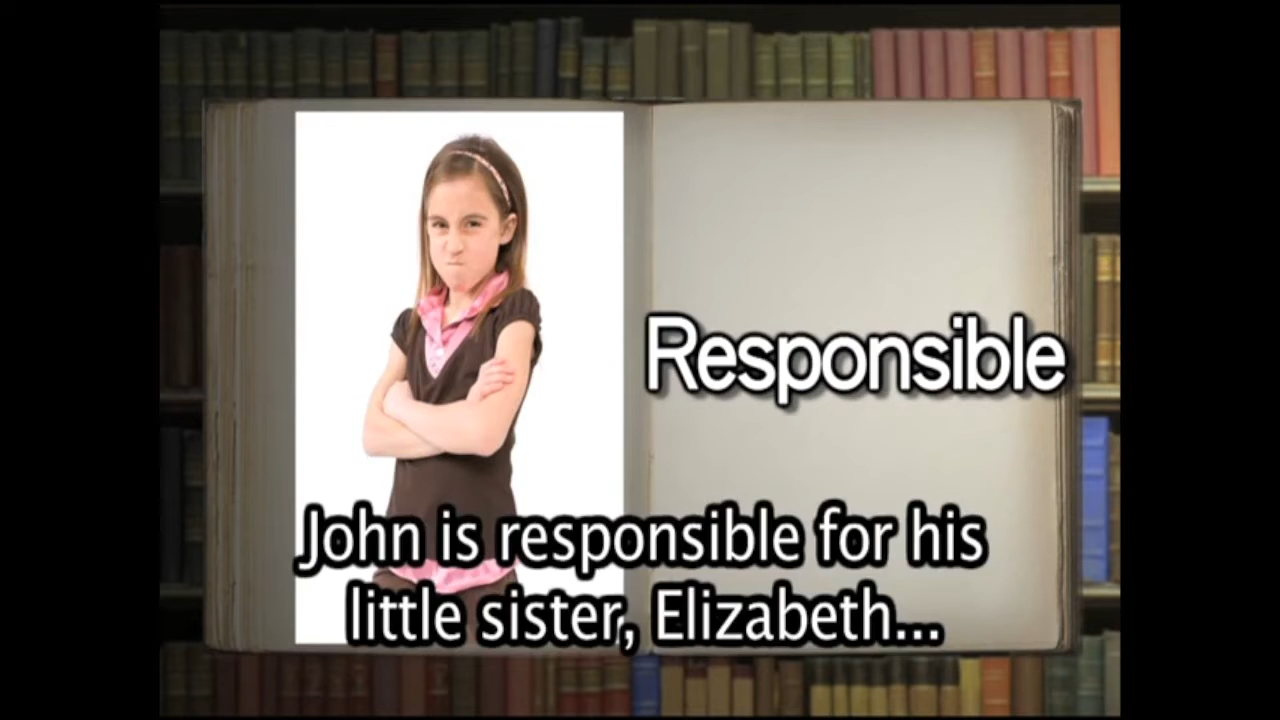 Responsible
John is responsible for his
little sister, Elizabeth...